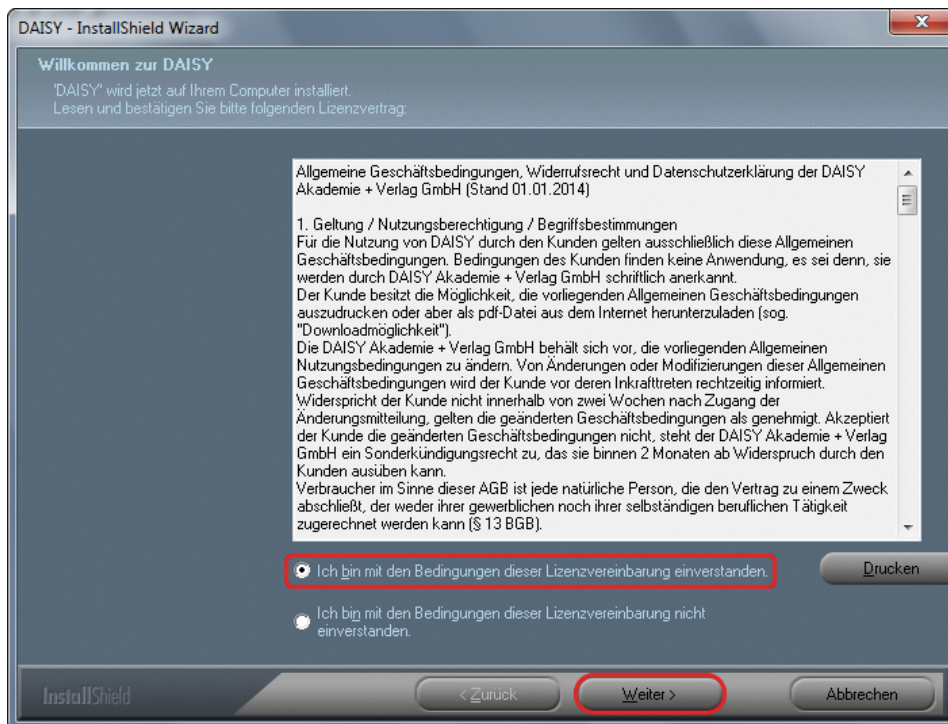 DAISY - InstallShield Wizard
Willkommen zur DAISY
'DAISY' wird jetzt auf Ihrem Computer installiert.
Lesen und bestätigen Sie bitte folgenden Lizenzvertrag:
Allgemeine Geschäftsbedingungen, Widerrufsrecht und Datenschutzerklärung der DAISY
Akademie + Verlag GmbH (Stand 01.01.2014)
1. Geltung / Nutzungsberechtigung / Begriffsbestimmungen
Für die Nutzung von DAISY durch den Kunden gelten ausschließlich diese Allgemeinen
Geschäftsbedingungen. Bedingungen des Kunden finden keine Anwendung, es sei denn, sie
werden durch DAISY Akademie + Verlag GmbH schriftlich anerkannt.
Der Kunde besitzt die Möglichkeit, die vorliegenden Allgemeinen Geschäftsbedingungen
auszudrucken oder aber als pdf-Datei aus dem Internet herunterzuladen (sog.
"Downloadmöglichkeit").
Die DAISY Akademie + Verlag GmbH behält sich vor, die vorliegenden Allgemeinen
Nutzungsbedingungen zu ändern. Von Änderungen oder Modifizierungen dieser Allgemeinen
Geschäftsbedingungen wird der Kunde vor deren Inkrafttreten rechtzeitig informiert.
Widerspricht der Kunde nicht innerhalb von zwei Wochen nach Zugang der
Änderungsmitteilung, gelten die geänderten Geschäftsbedingungen als genehmigt. Akzeptiert
der Kunde die geänderten Geschäftsbedingungen nicht, steht der DAISY Akademie + Verlag
GmbH ein Sonderkündigungsrecht zu, das sie binnen 2 Monaten ab Widerspruch durch den
Kunden ausüben kann.
Verbraucher im Sinne dieser AGB ist jede natürliche Person, die den Vertrag zu einem Zweck
abschließt, der weder ihrer gewerblichen noch ihrer selbständigen beruflichen Tätigkeit
zugerechnet werden kann (§ 13 BGB).
Ich bin mit den Bedingungen dieser Lizenzvereinbarung einverstanden.
Drucken
Ich bin mit den Bedingungen dieser Lizenzvereinbarung nicht
einverstanden.
InstallShield
< Zurück
Weiter >
Abbrechen